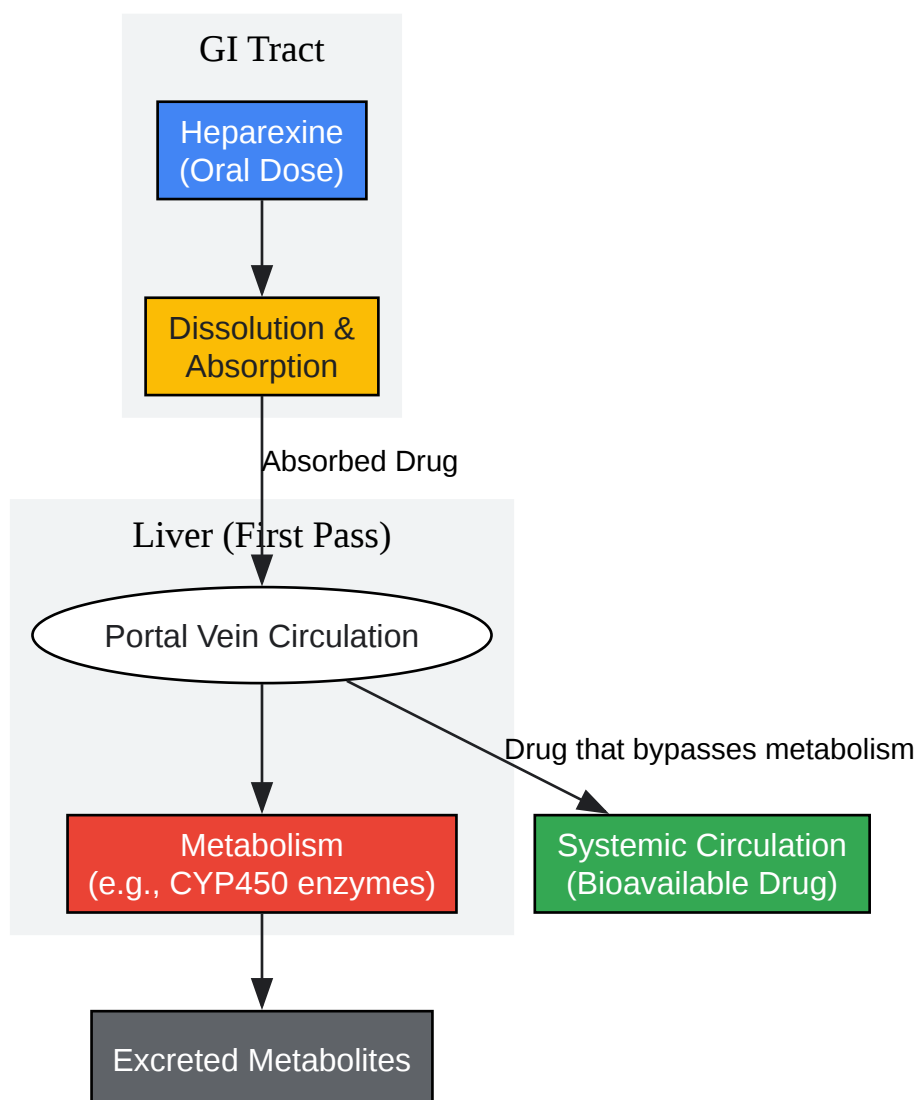 GI Tract
Heparexine
(Oral Dose)
Dissolution &
Absorption
Absorbed Drug
Liver (First Pass)
Portal Vein Circulation
Drug that bypasses metabolism
Metabolism
(e.g., CYP450 enzymes)
Systemic Circulation
(Bioavailable Drug)
Excreted Metabolites